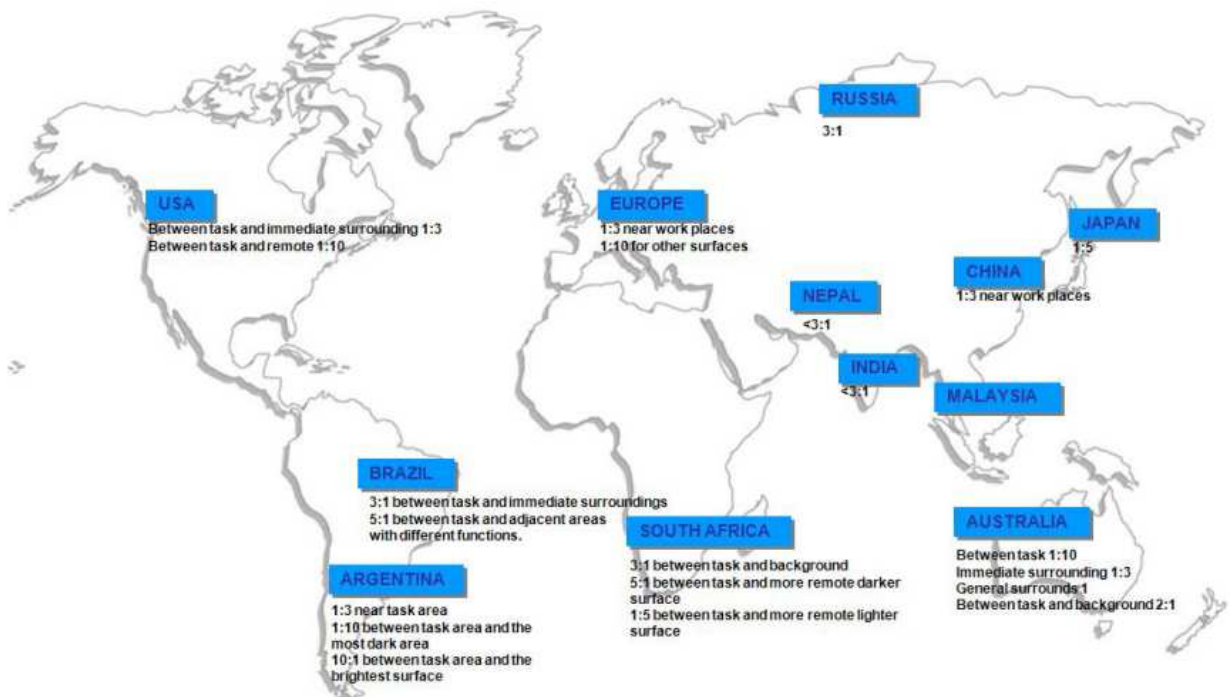 RUSSIA
3:1
USA
Between task and immediate surrounding 1:3
Between task and remote 1:10
EUROPE
1:3 near work places
1:10 for other surfaces
JAPAN
1:5
CHINA
1:3 near work places
NEPAL
<3:1
INDIA
<3:1
MALAYSIA
BRAZIL
3:1 between task and immediate surroundings
5:1 between task and adjacent areas
with different functions.
SOUTH AFRICA
3:1 between task and background
5:1 between task and more remote darker
surface
1:5 between task and more remote lighter
surface
AUSTRALIA
Between task 1:10
Immediate surrounding 1:3
General surrounds 1
Between task and background 2:1
ARGENTINA
1:3 near task area
1:10 between task area and the
most dark area
10:1 between task area and the
brightest surface